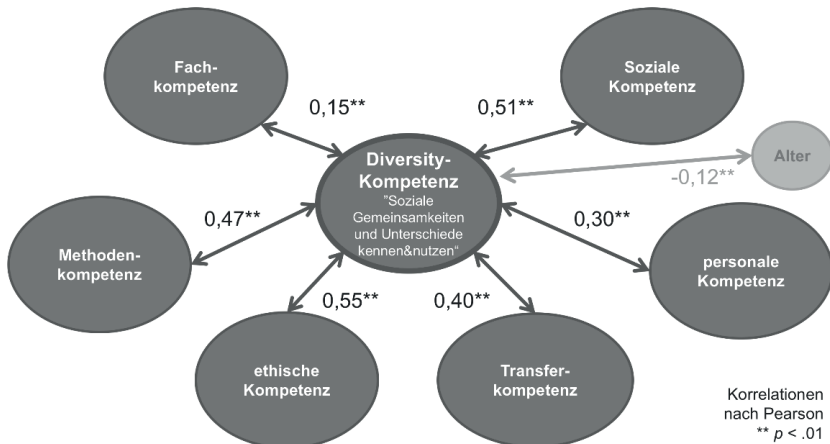 Fach-
kompetenz
Soziale
Kompetenz
0,15**
0,51**
Diversity-
Kompetenz
"Soziale
Gemeinsamkeiten
und Unterschiede
kennen&nutzen“
Alter
-0,12**
0,47**
0,30**
Methoden-
kompetenz
personale
Kompetenz
0,55**
0,40**
ethische
Kompetenz
Transfer-
kompetenz
Korrelationen
nach Pearson
** p < .01